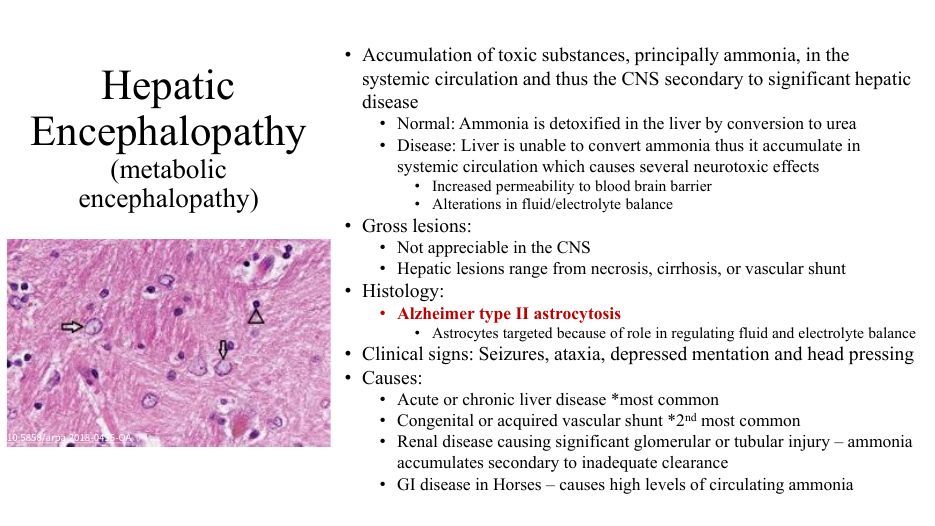 Hepatic
Encephalopathy
(metabolic
encephalopathy)
• Accumulation of toxic substances, principally ammonia, in the
systemic circulation and thus the CNS secondary to significant hepatic
disease
• Normal: Ammonia is detoxified in the liver by conversion to urea
• Disease: Liver is unable to convert ammonia thus it accumulate in
systemic circulation which causes several neurotoxic effects
• Increased permeability to blood brain barrier
• Alterations in fluid/electrolyte balance
• Gross lesions:
• Not appreciable in the CNS
• Hepatic lesions range from necrosis, cirrhosis, or vascular shunt
• Histology:
• Alzheimer type II astrocytosis
• Astrocytes targeted because of role in regulating fluid and electrolyte balance
• Clinical signs: Seizures, ataxia, depressed mentation and head pressing
• Causes:
• Acute or chronic liver disease *most common
• Congenital or acquired vascular shunt *2nd most common
• Renal disease causing significant glomerular or tubular injury – ammonia
accumulates secondary to inadequate clearance
• GI disease in Horses – causes high levels of circulating ammonia